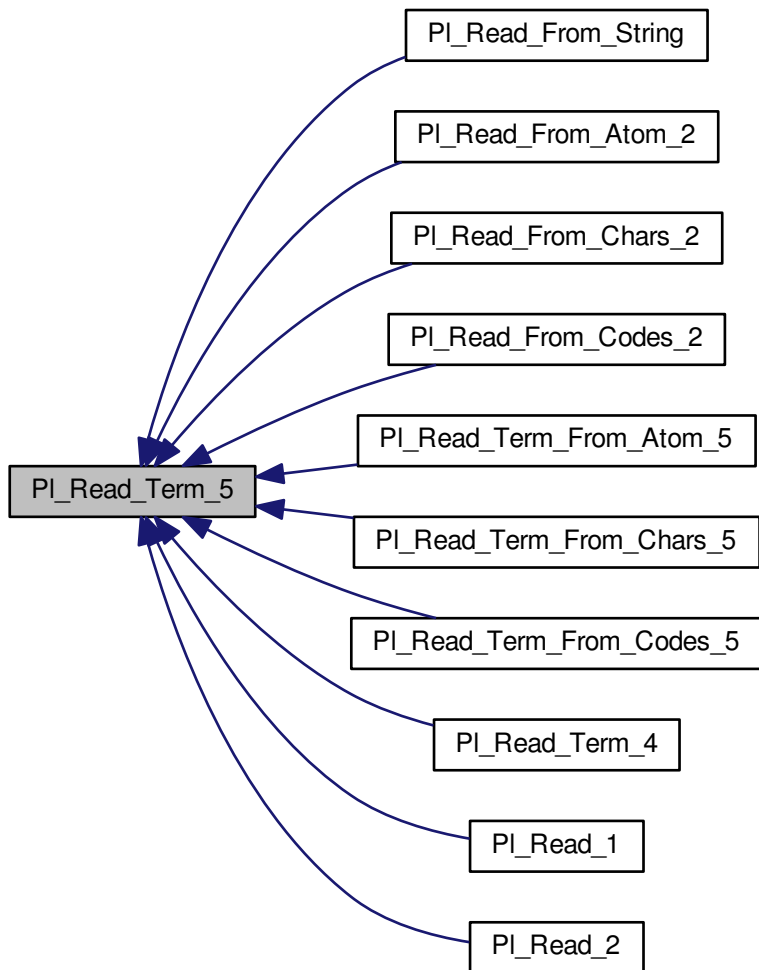 Pl_Read_From_String
Pl_Read_From_Atom_2
Pl_Read_From_Chars_2
Pl_Read_From_Codes_2
Pl_Read_Term_From_Atom_5
Pl_Read_Term_5
Pl_Read_Term_From_Chars_5
Pl_Read_Term_From_Codes_5
Pl_Read_Term_4
Pl_Read_1
Pl_Read_2